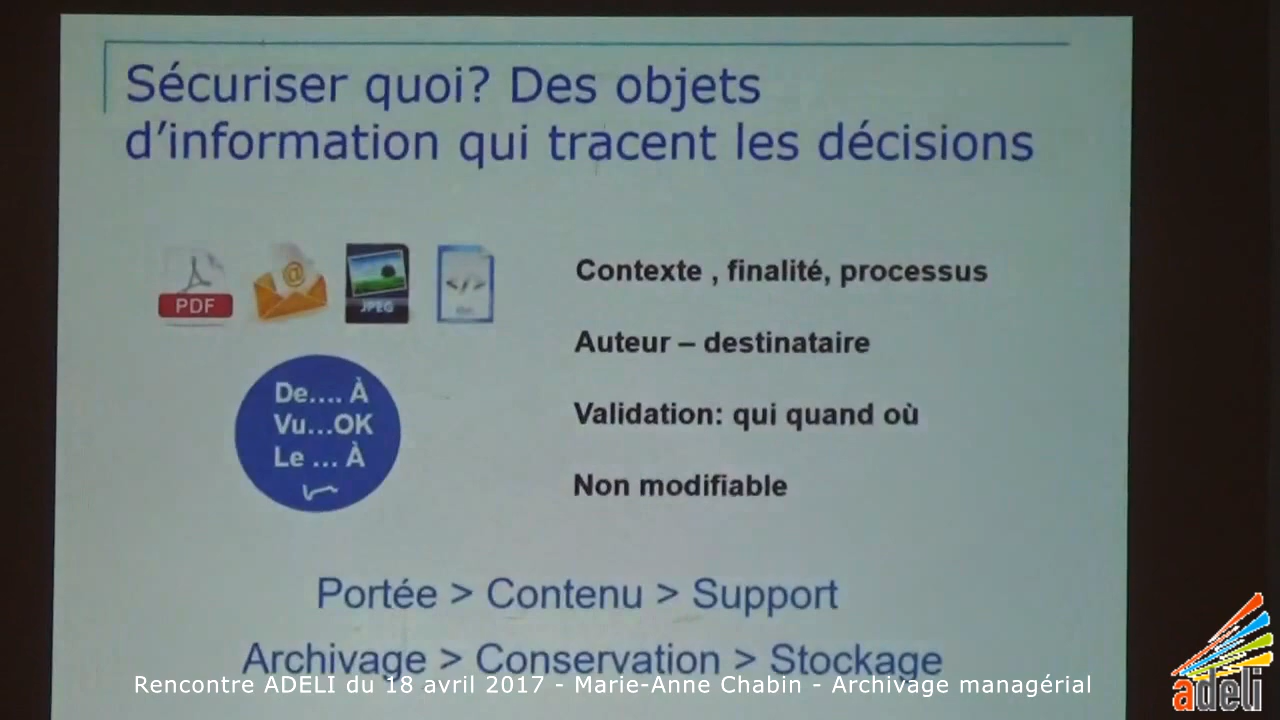 Sécuriser quoi? Des objets
d'information qui tracent les décisions
PDF
@
JPEG
</>
Contexte , finalité, processus
Auteur – destinataire
Validation: qui quand où
Non modifiable
De.... À
Vu...OK
Le ... À
Portée > Contenu > Support
Archivage > Conservation > Stockage
Rencontre ADELI du 18 avril 2017 - Marie-Anne Chabin - Archivage managérial
adeli